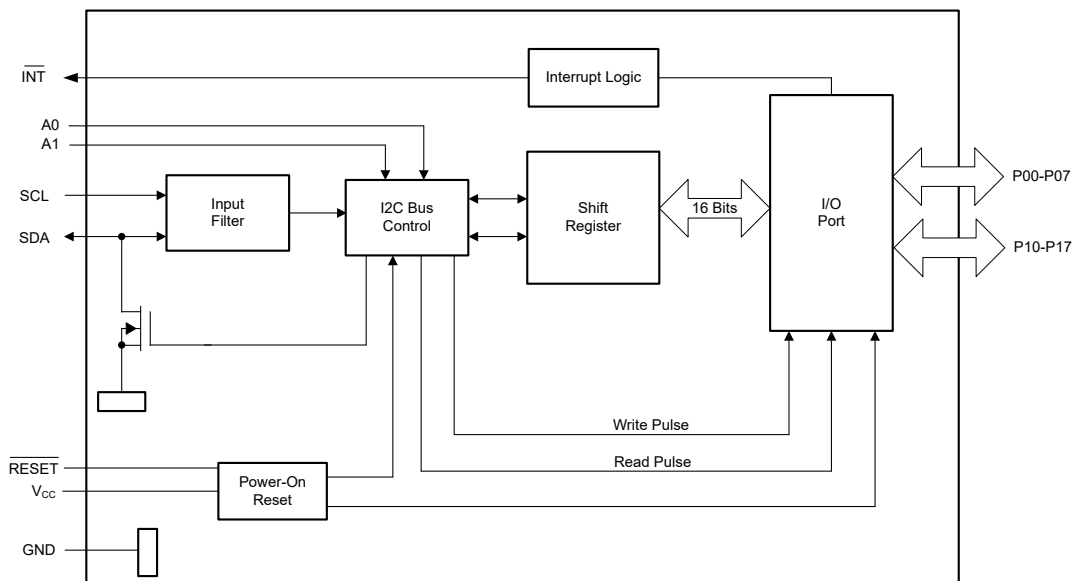 INT
Interrupt Logic
A0
A1
SCL
SDA
Input
Filter
I2C Bus
Control
Shift
Register
16 Bits
I/O
Port
P00-P07
P10-P17
Write Pulse
Read Pulse
RESET
VCC
Power-On
Reset
GND